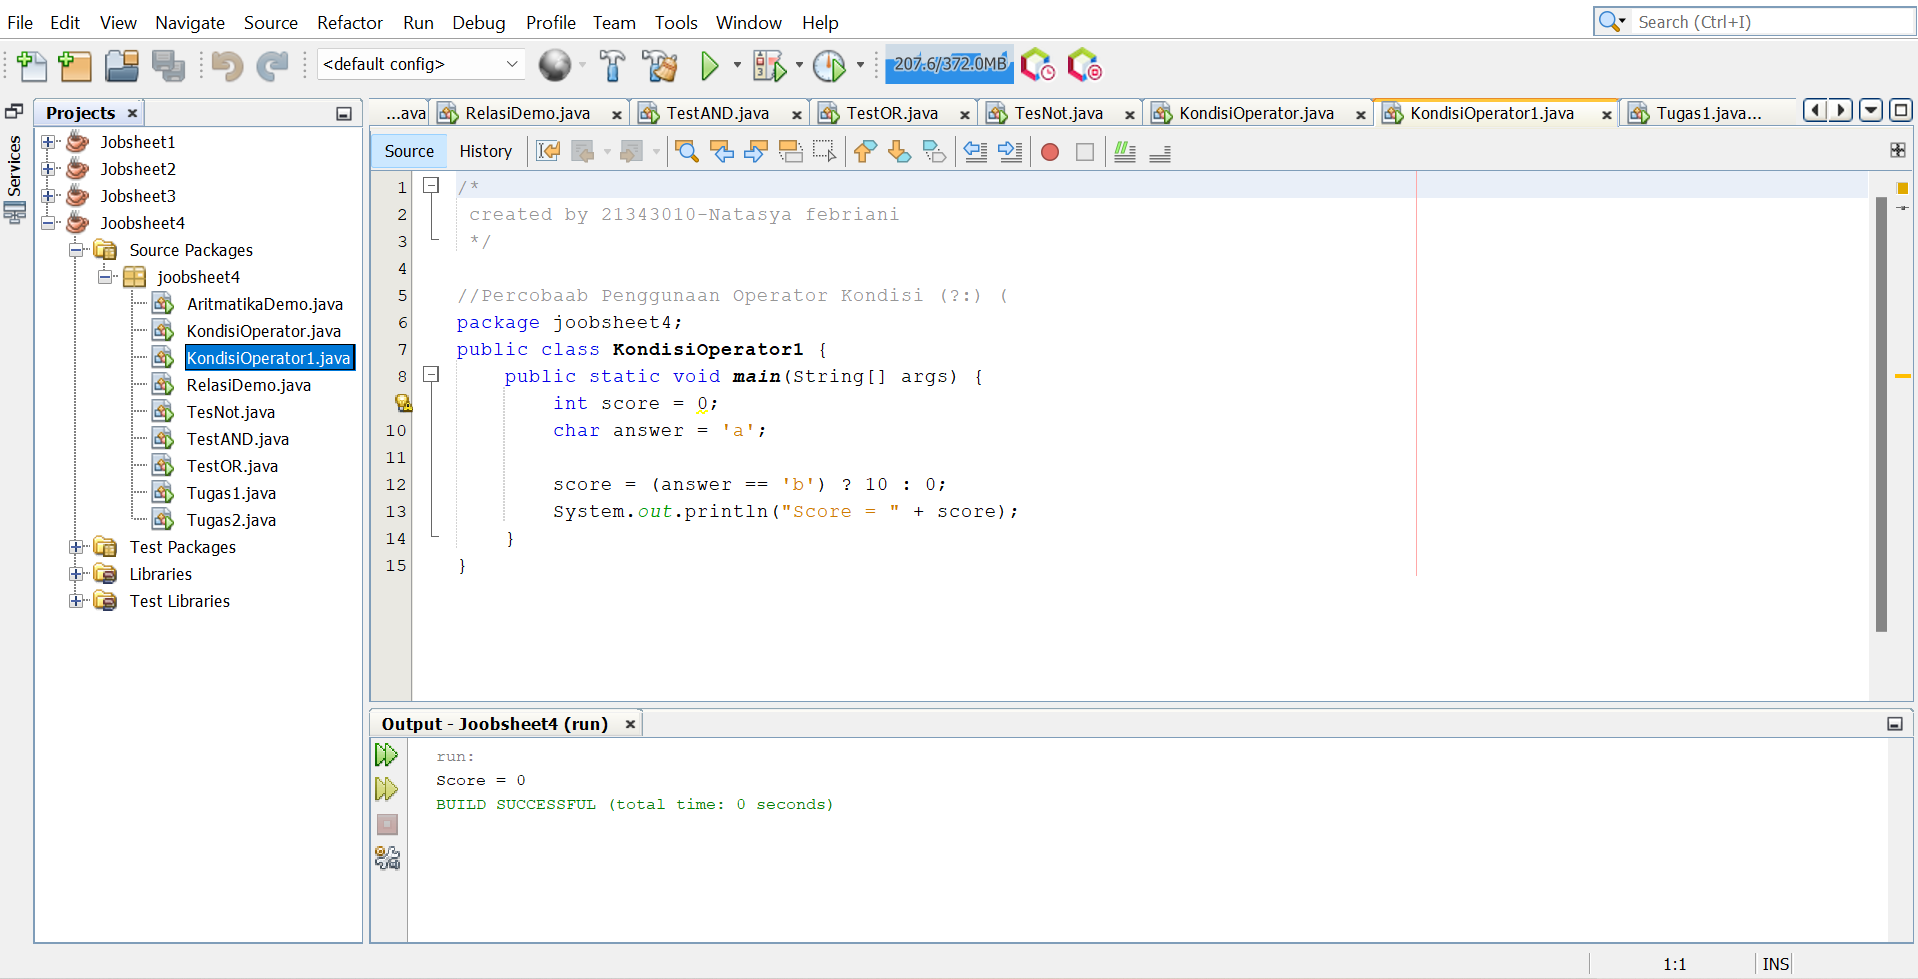 File Edit View Navigate Source Refactor Run Debug Profile Team Tools Window Help
Search (Ctrl+I)
<default config>
207.6/372.0MB
Projects
...ava RelasiDemo.java TestAND.java TestOR.java TesNot.java KondisiOperator.java KondisiOperator1.java Tugas1.java...
Services
Jobsheet1
Jobsheet2
Jobsheet3
Joobsheet4
Source Packages
joobsheet4
AritmatikaDemo.java
KondisiOperator.java
KondisiOperator1.java
RelasiDemo.java
TesNot.java
TestAND.java
TestOR.java
Tugas1.java
Tugas2.java
Test Packages
Libraries
Test Libraries
Source History
1 /*
2 created by 21343010-Natasya febriani
3 */
4
5 //Percobaab Penggunaan Operator Kondisi (?:) (
6 package joobsheet4;
7 public class KondisiOperator1 {
8 public static void main(String[] args) {
int score = 0;
10 char answer = 'a';
11
12 score = (answer == 'b') ? 10 : 0;
13 System.out.println("Score = " + score);
14 }
15 }
Output - Joobsheet4 (run)
run:
Score = 0
BUILD SUCCESSFUL (total time: 0 seconds)
1:1 INS